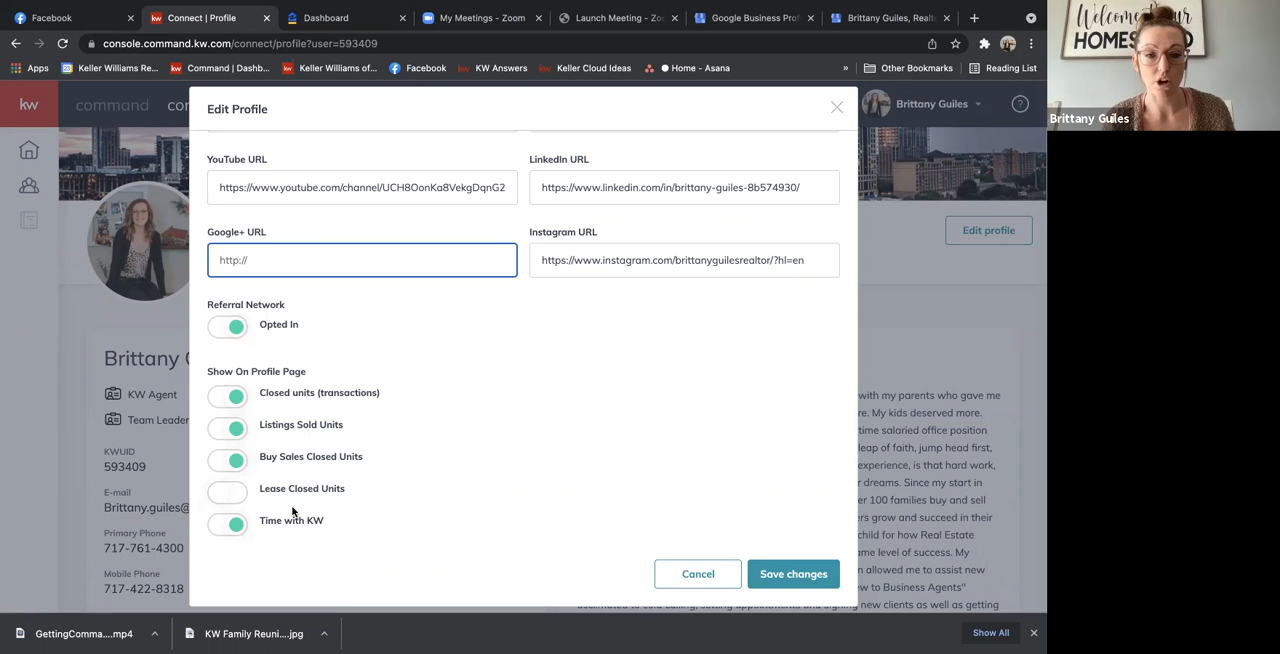 Facebook
Connect | Profile
Dashboard
My Meetings - Zoom
Launch Meeting - Zo
Google Business Prof
Brittany Guiles, Realt
console.command.kw.com/connect/profile?user=593409
Apps
Keller Williams Re...
Command | Dashb...
Keller Williams of...
Facebook
KW Answers
Keller Cloud Ideas
Home - Asana
»
Other Bookmarks
Reading List
Welcome to our
HOMES
Brittany Guiles
kw
command
Brittany Guiles
?
Edit Profile
YouTube URL
LinkedIn URL
https://www.youtube.com/channel/UCH8OonKa8VekgDqnG2
https://www.linkedin.com/in/brittany-guiles-8b574930/
Google+ URL
Instagram URL
http://
https://www.instagram.com/brittanyguilesrealtor/?hl=en
Referral Network
Opted In
Show On Profile Page
Closed units (transactions)
Listings Sold Units
Buy Sales Closed Units
Lease Closed Units
Time with KW
Cancel
Save changes
Edit profile
Brittany G
KW Agent
Team Leader
KWUID
593409
E-mail
Brittany.guiles@
Primary Phone
717-761-4300
Mobile Phone
717-422-8318
with my parents who gave me
re. My kids deserved more.
time salaried office position
leap of faith, jump head first,
experience, is that hard work,
r dreams. Since my start in
er 100 families buy and sell
ers grow and succeed in their
child for how Real Estate
ame level of success. My
n allowed me to assist new
ew to Business Agents"
new clients as well as getting
GettingComma....mp4
KW Family Reuni....jpg
Show All